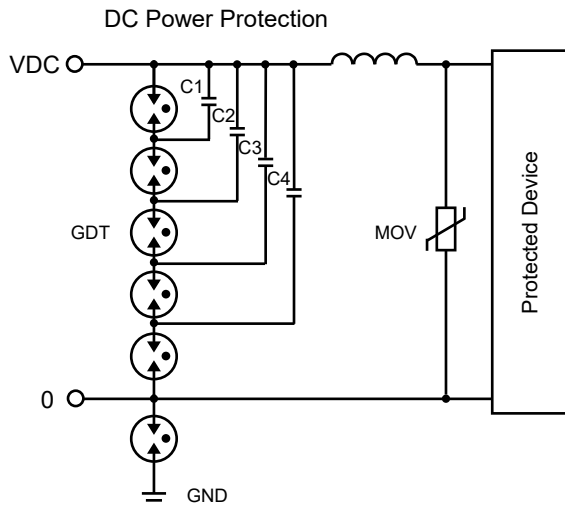 DC Power Protection
VDC
C1
C2
C3
C4
GDT
MOV
Protected Device
0
GND